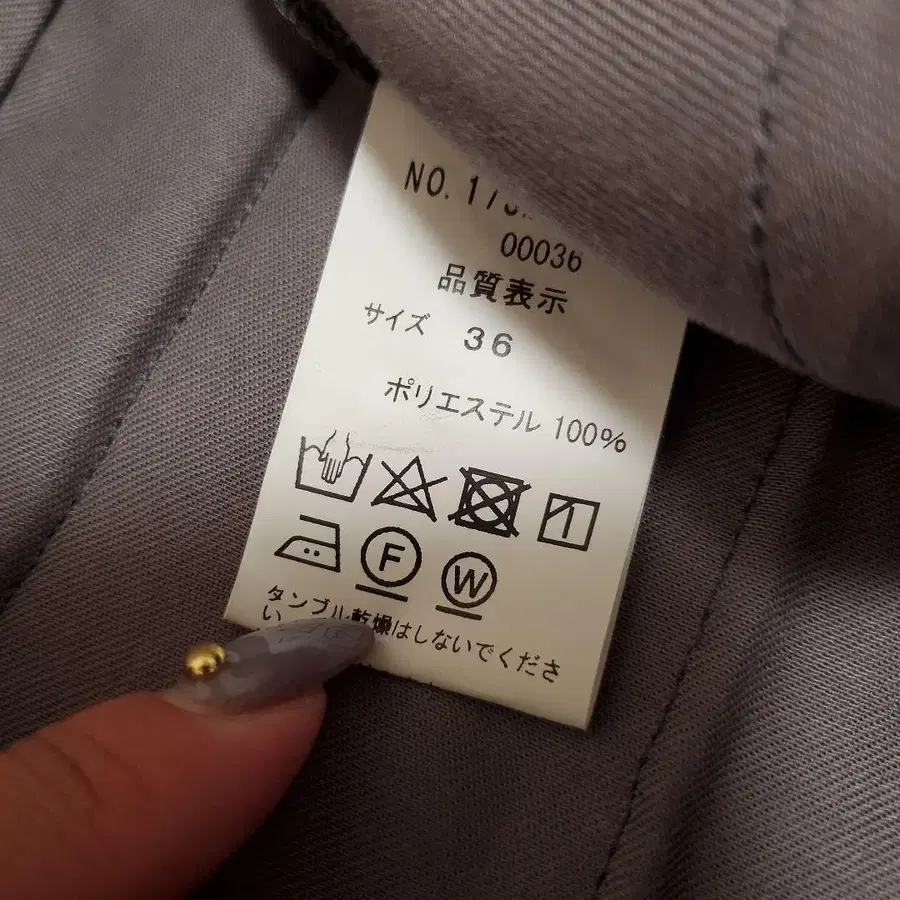 NO.
00036
品質表示
サイズ 36
ポリエステル 100%
F
W
タンブル乾燥はしないでくださ
い